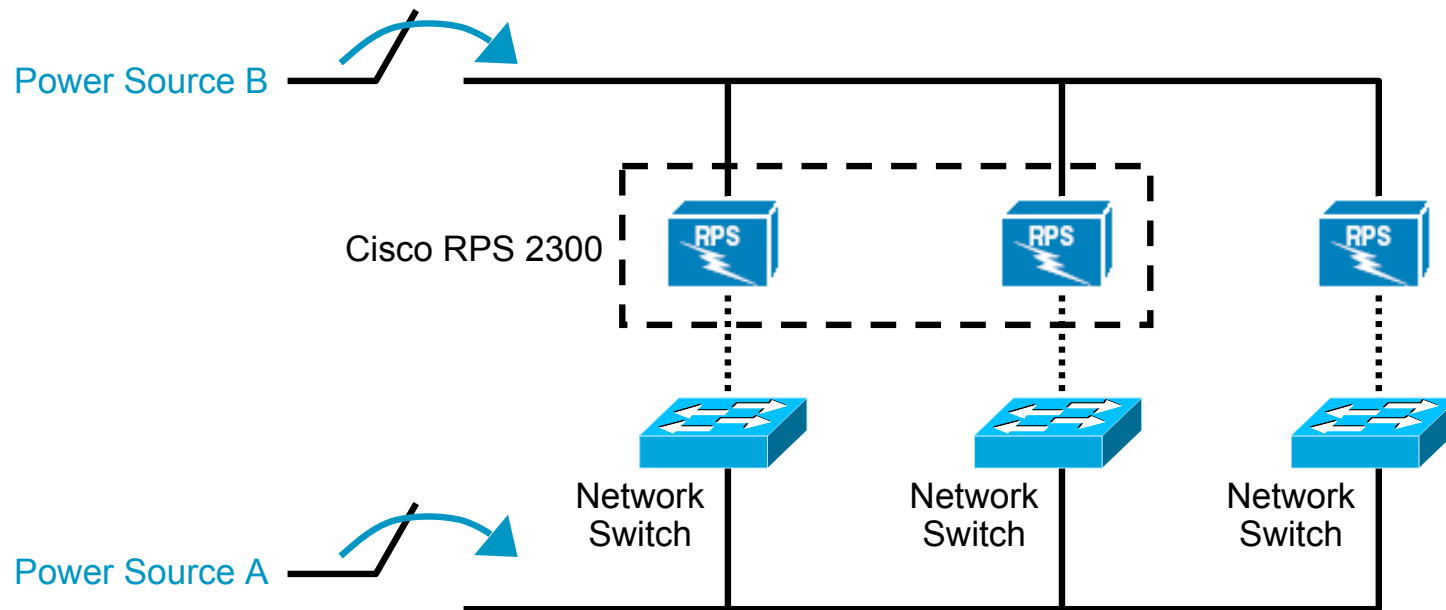 Power Source B
RPS
RPS
RPS
Cisco RPS 2300
Network
Switch
Network
Switch
Network
Switch
Power Source A